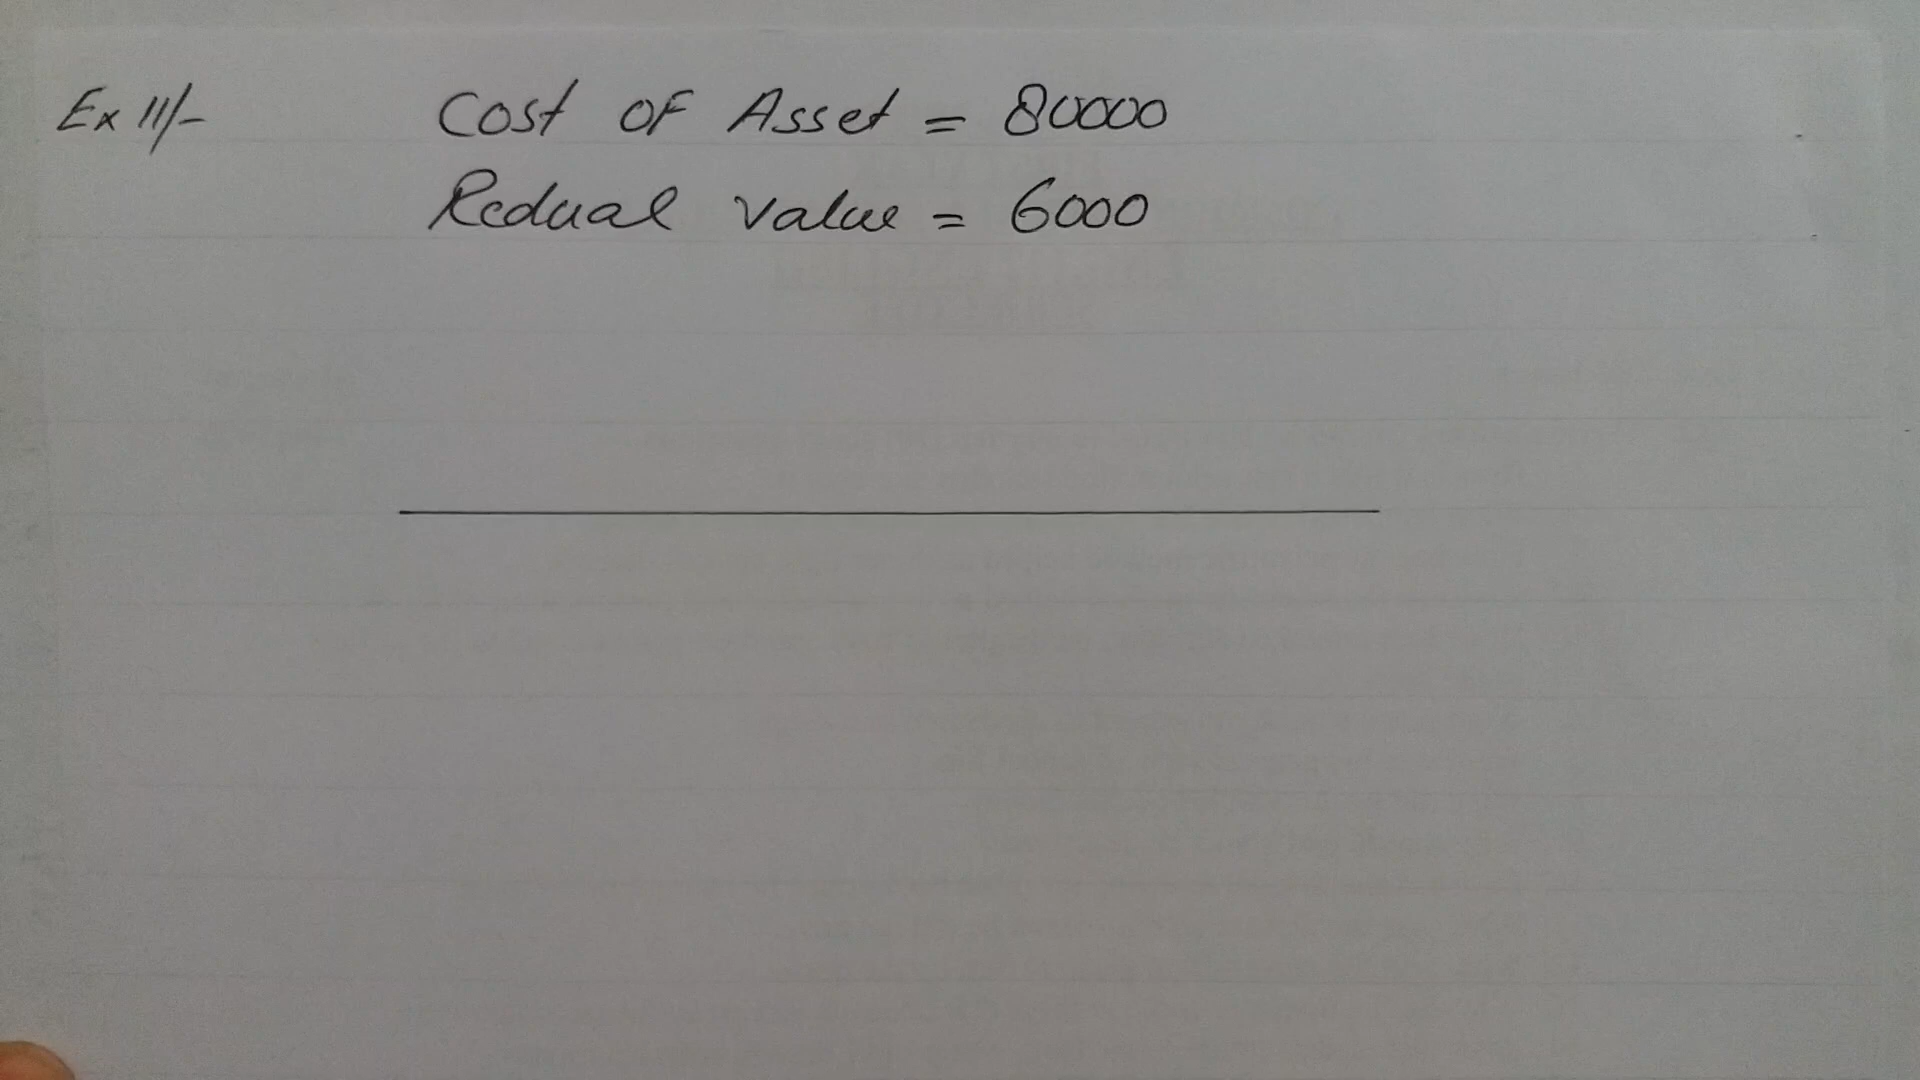 Ex 11/- Cost of Asset = 80000
Redual value = 6000